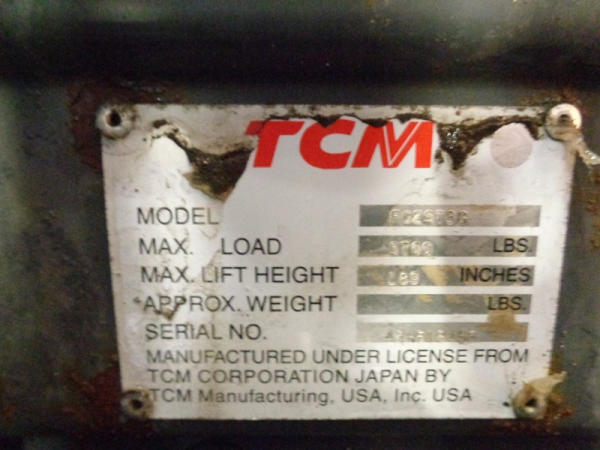 TCM
MODEL
MAX. LOAD LBS.
MAX. LIFT HEIGHT 189 INCHES
APPROX. WEIGHT LBS.
SERIAL NO.
MANUFACTURED UNDER LICENSE FROM
TCM CORPORATION JAPAN BY
TCM Manufacturing, USA, Inc. USA